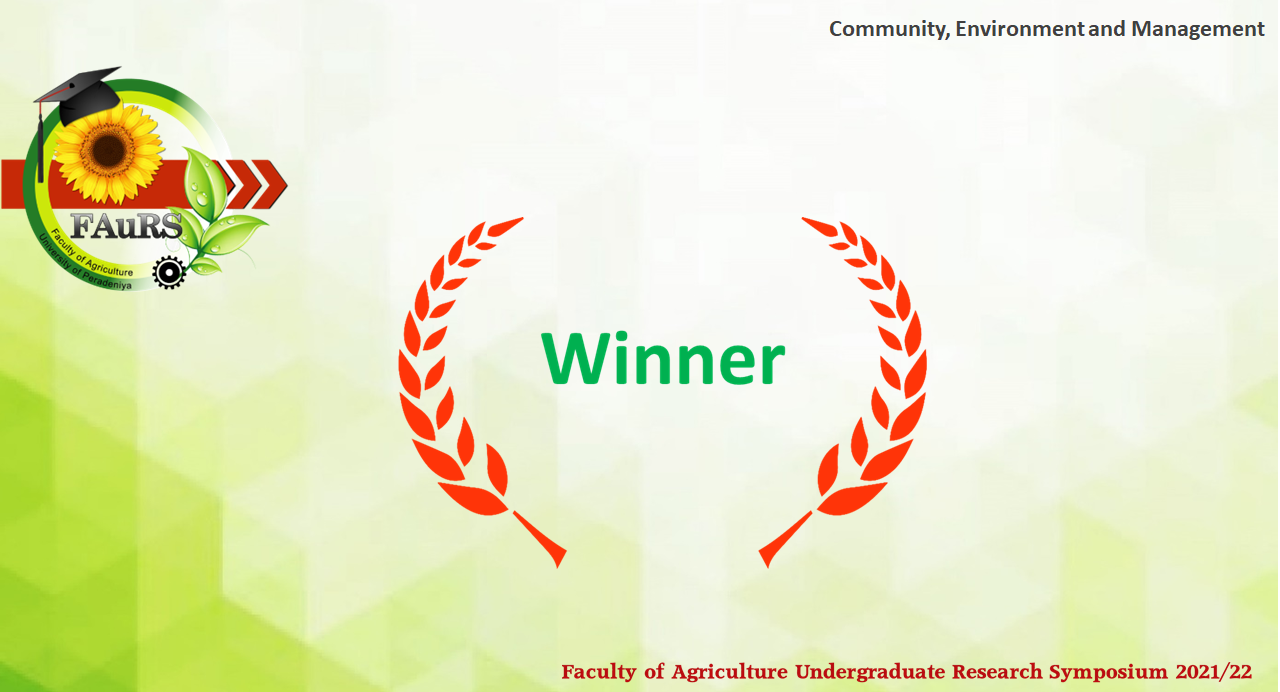 Community, Environment and Management
FAuRS
Faculty of Agriculture
University of Peradeniya
Winner
Faculty of Agriculture Undergraduate Research Symposium 2021/22